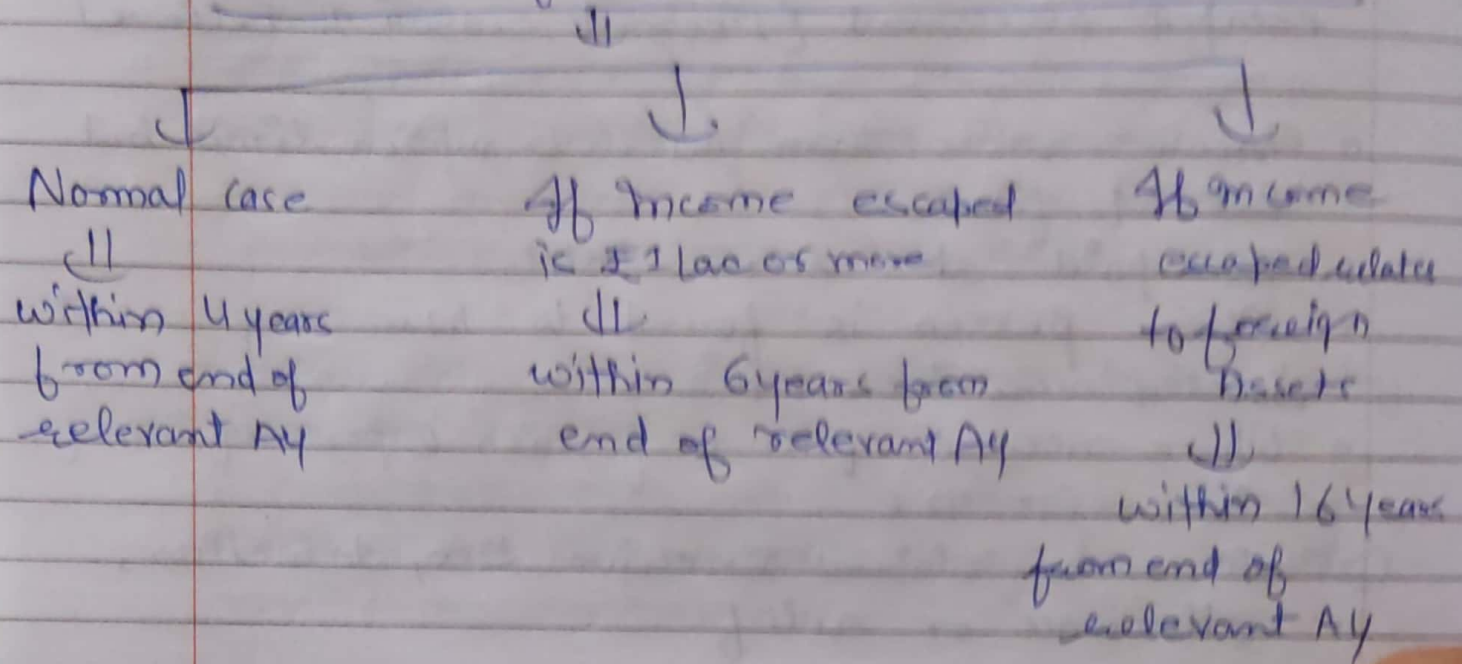 Normal case
within 4 years
from end of
relevant AY
If Income escaped
is ₹ 1 lac or more
within 6 years from
end of relevant AY
If Income
escaped relates
to foreign
Assets
within 16 years
from end of
relevant AY